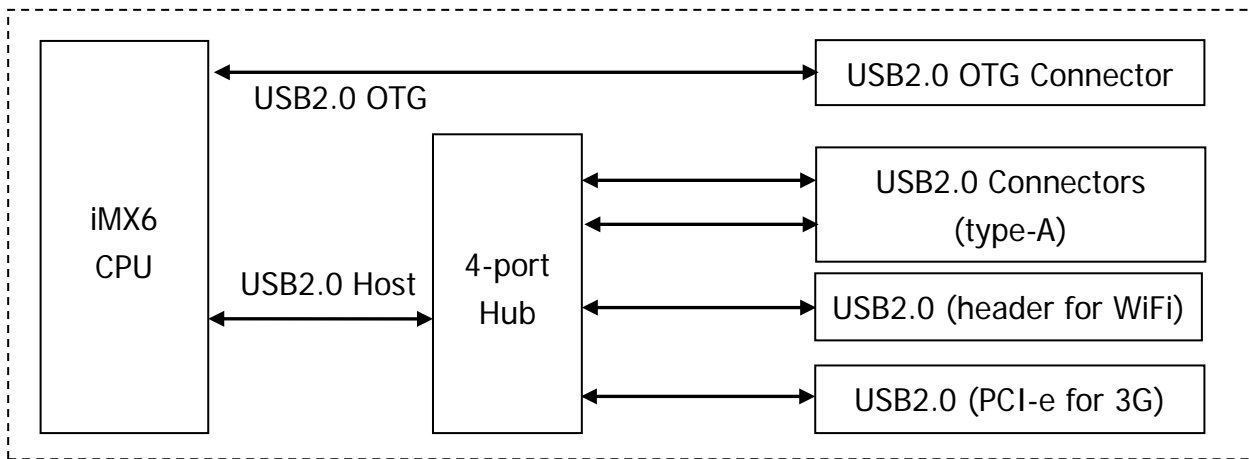 USB2.0 OTG Connector
USB2.0 OTG
USB2.0 Connectors
(type-A)
iMX6
CPU
4-port
Hub
USB2.0 Host
USB2.0 (header for WiFi)
USB2.0 (PCI-e for 3G)